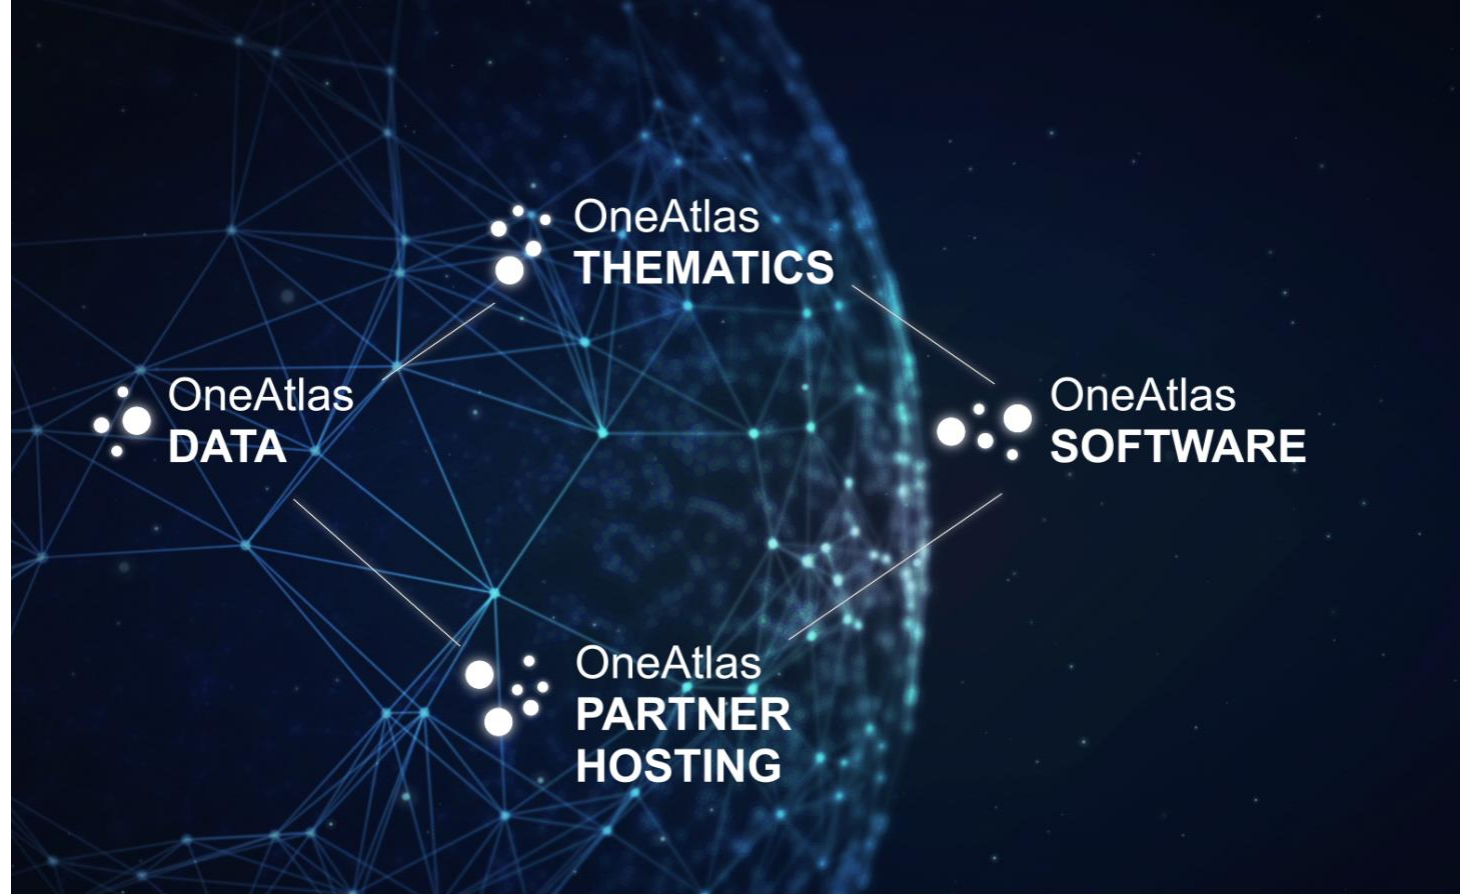 OneAtlas
THEMATICS
OneAtlas
DATA
OneAtlas
SOFTWARE
OneAtlas
PARTNER
HOSTING